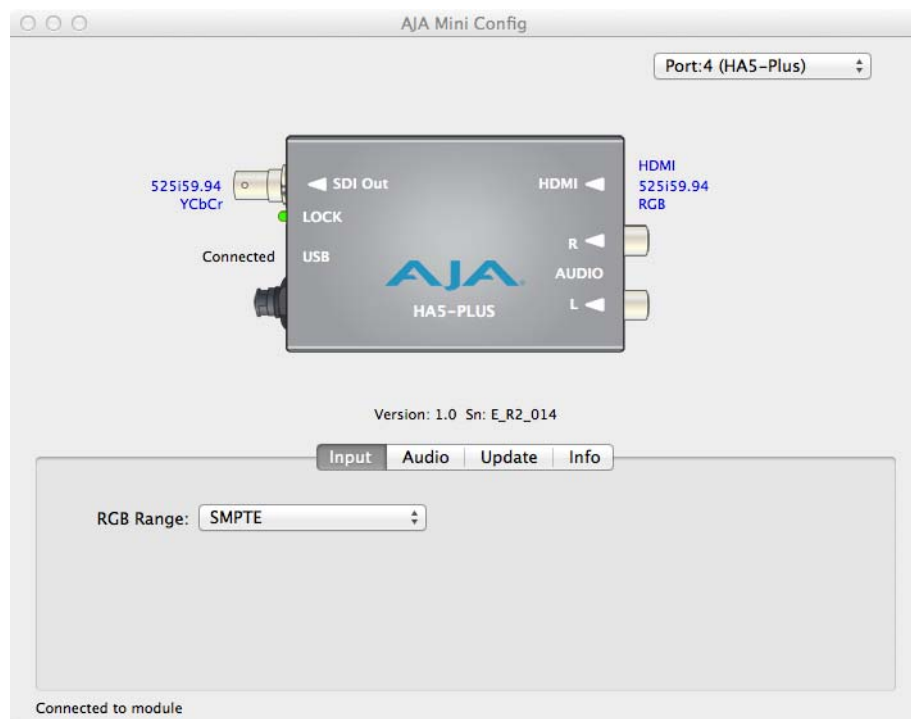 AJA Mini Config
Port:4 (HA5-Plus)
525i59.94
YCbCr
SDI Out
HDMI
HDMI
525i59.94
RGB
LOCK
Connected
USB
R
AUDIO
L
AJA
HA5-PLUS
Version: 1.0 Sn: E_R2_014
Input
Audio
Update
Info
RGB Range:
SMPTE
Connected to module